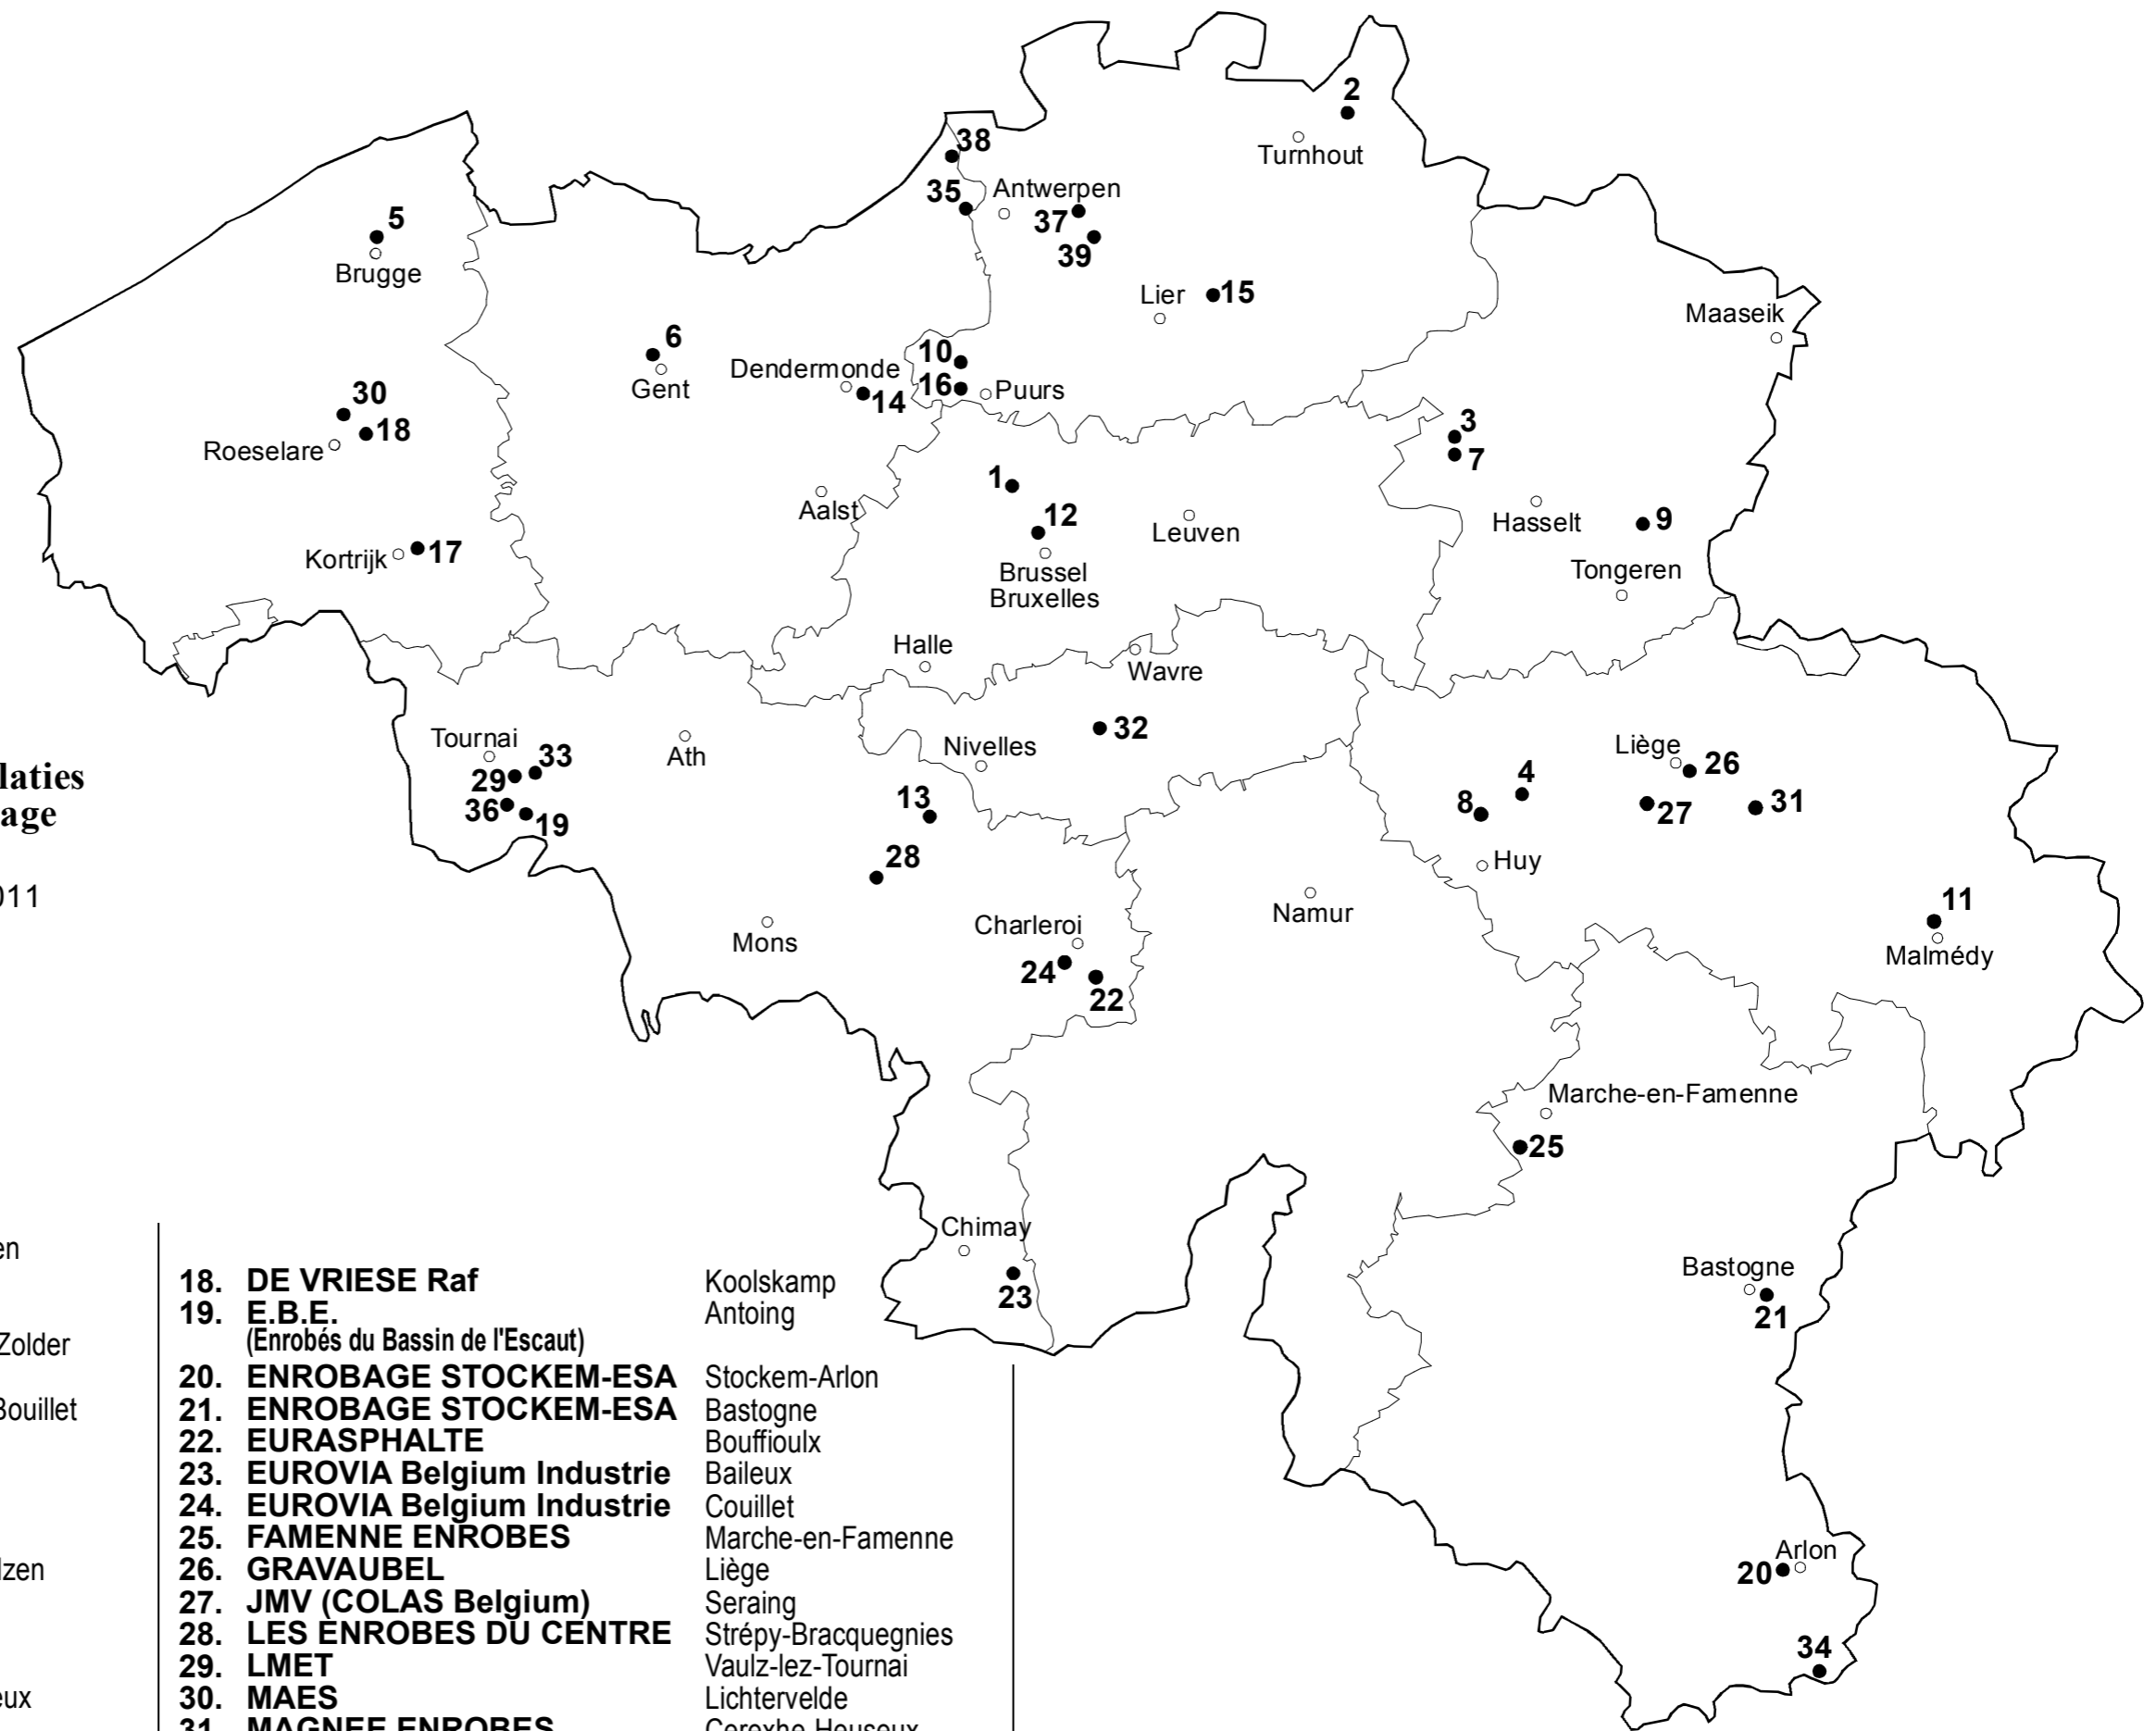 2
Turnhout
38
35
Antwerpen
37
39
5
Brugge
Lier
15
Maaseik
6
Gent
Dendermonde
14
10
16
Puurs
30
18
Roeselare
3
7
1
12
Aalst
Leuven
Hasselt
9
Kortrijk
17
Brussel
Bruxelles
Tongeren
Halle
Wavre
32
Tournai
33
29
36
19
Ath
Nivelles
Liège
26
4
8
27
31
13
28
laties
age
011
Huy
Namur
Mons
Charleroi
24
22
11
Malmédy
Marche-en-Famenne
25
Chimay
23
Bastogne
21
Arlon
20
34
en
Zolder
Bouillet
lzen
eux
18. DE VRIESE Raf Koolskamp
19. E.B.E. Antoing
(Enrobés du Bassin de l'Escaut)
20. ENROBAGE STOCKEM-ESA Stockem-Arlon
21. ENROBAGE STOCKEM-ESA Bastogne
22. EURASPHALTE Bouffioulx
23. EUROVIA Belgium Industrie Baileux
24. EUROVIA Belgium Industrie Couillet
25. FAMENNE ENROBES Marche-en-Famenne
26. GRAVAUBEL Liège
27. JMV (COLAS Belgium) Seraing
28. LES ENROBES DU CENTRE Strépy-Bracquegnies
29. LMET Vaulz-lez-Tournai
30. MAES Lichtervelde
31. MAGNEE ENROBES Cerexhe-Heuseux